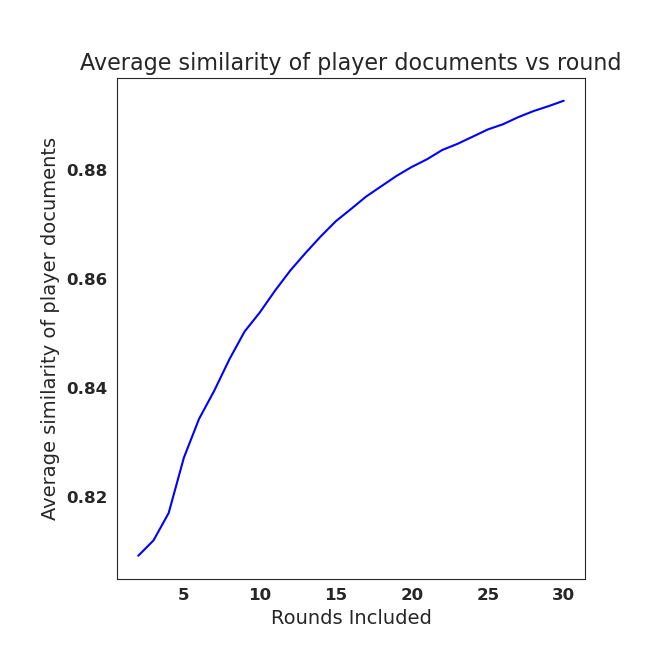 Average similarity of player documents vs round
Average similarity of player documents
0.88
0.86
0.84
0.82
5 10 15 20 25 30
Rounds Included